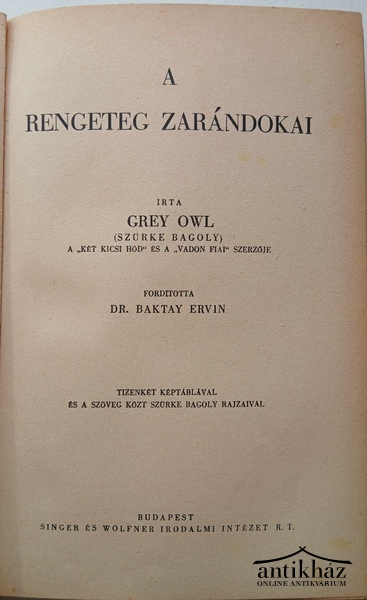 A
RENGETEG ZARÁNDOKAI
IRTA
GREY OWL
(SZÜRKE BAGOLY)
A „KÉT KICSI HÓD“ ÉS A „VADON FIAI“ SZERZŐJE
FORDÍTOTTA
DR. BAKTAY ERVIN
TIZENKÉT KÉPTÁBLÁVAL
ÉS A SZÖVEG KÖZT SZÜRKE BAGOLY RAJZAIVAL
BUDAPEST
SINGER ÉS WOLFNER IRODALMI INTÉZET R. T.
antikház
ONLINE ANTIKVÁRIUM